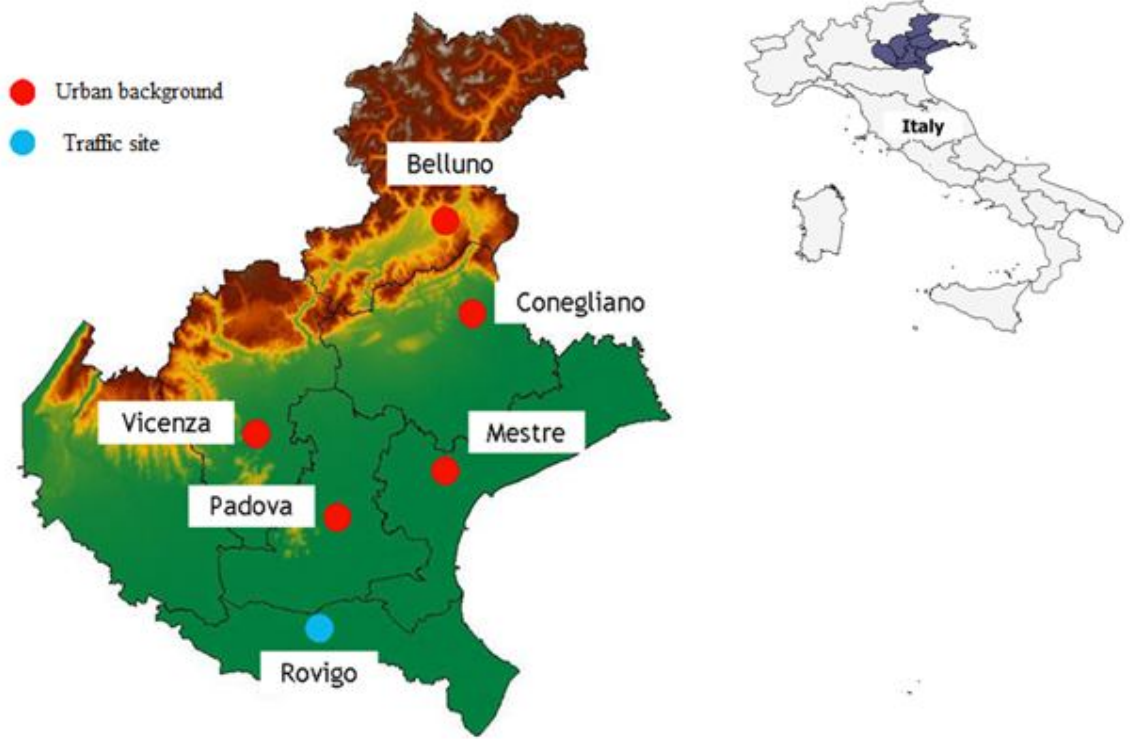 Urban background
Traffic site
Belluno
Conegliano
Vicenza
Mestre
Padova
Rovigo
Italy